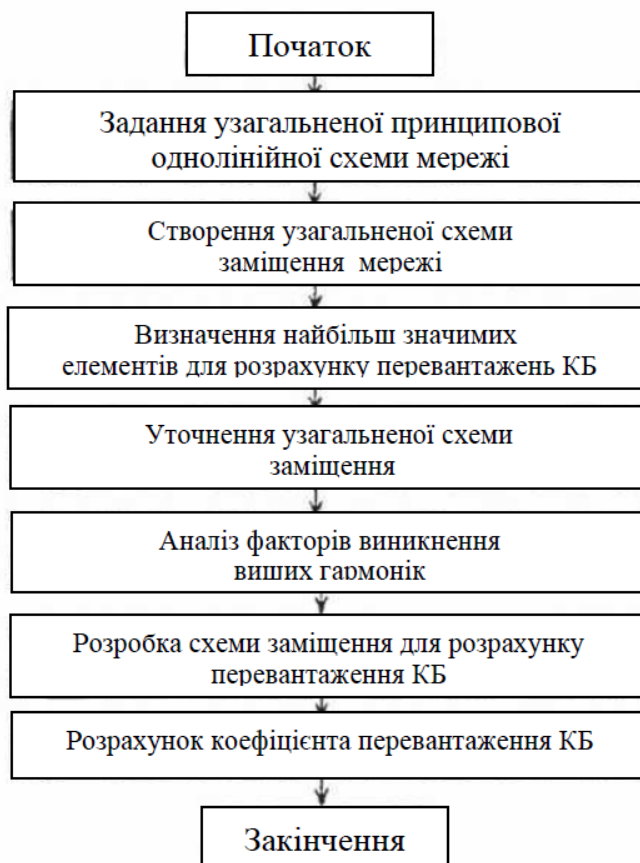 Початок
Задання узагальненої принципової
однолінійної схеми мережі
Створення узагальненої схеми
заміщення мережі
Визначення найбільш значимих
елементів для розрахунку перевантажень КБ
Уточнення узагальненої схеми
заміщення
Аналіз факторів виникнення
виших гармонік
Розробка схеми заміщення для розрахунку
перевантаження КБ
Розрахунок коефіцієнта перевантаження КБ
Закінчення